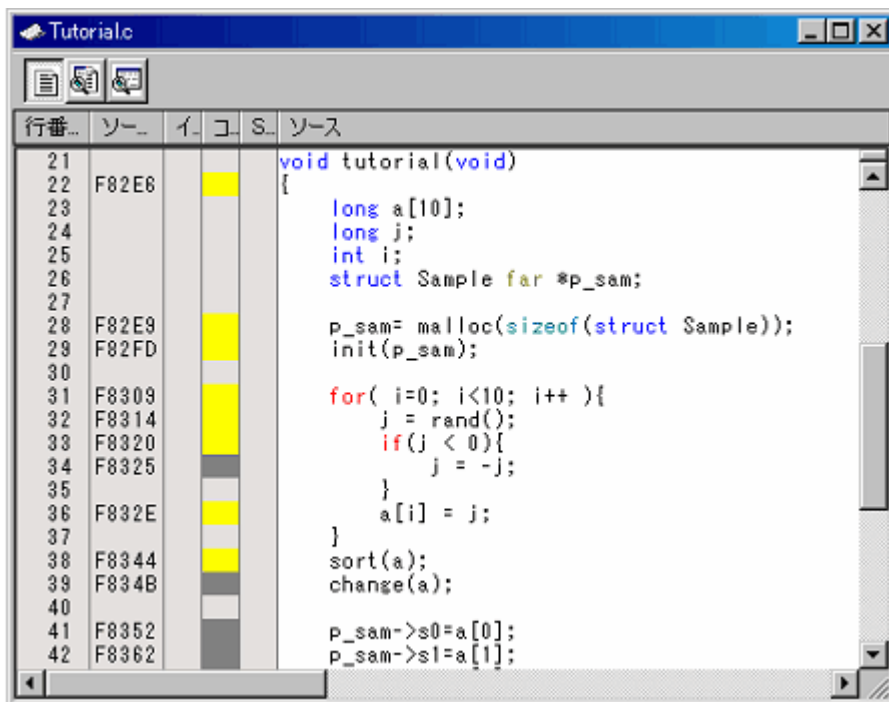 Tutorial.c
行番... ソー... イ.. コ.. S.. ソース
21 void tutorial(void)
22 F82E6 {
23 long a[10];
24 long j;
25 int i;
26 struct Sample far *p_sam;
27
28 F82E9 p_sam= malloc(sizeof(struct Sample));
29 F82FD init(p_sam);
30
31 F8309 for( i=0; i<10; i++ ){
32 F8314 j = rand();
33 F8320 if(j < 0){
34 F8325 j = -j;
35 }
36 F832E a[i] = j;
37 }
38 F8344 sort(a);
39 F834B change(a);
40
41 F8352 p_sam->s0=a[0];
42 F8362 p_sam->s1=a[1];